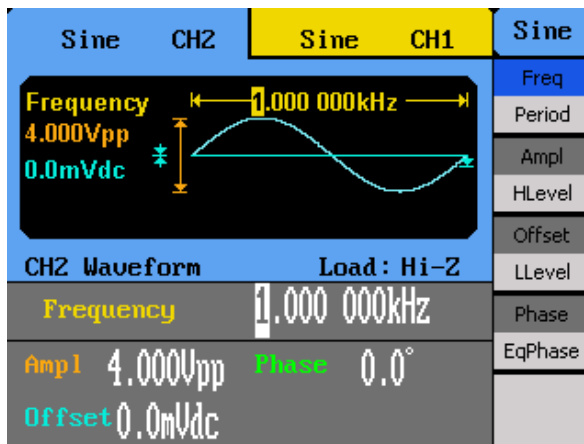 Sine CH2 Sine CH1 Sine
Frequency 1.000 000kHz
4.000Vpp
0.0mVdc
CH2 Waveform Load: Hi-Z
Frequency 1.000 000kHz
Ampl 4.000Vpp Phase 0.0°
Offset 0.0mVdc
Freq
Period
Ampl
HLevel
Offset
LLevel
Phase
EqPhase